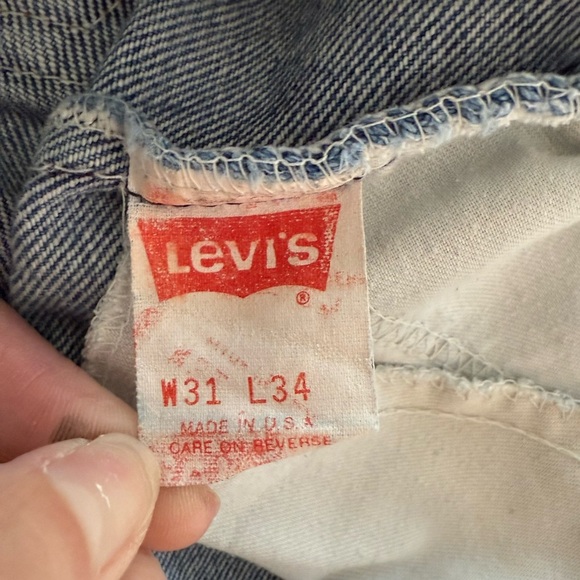 Levi's
®
W31 L34
MADE IN U.S.A
CARE ON REVERSE